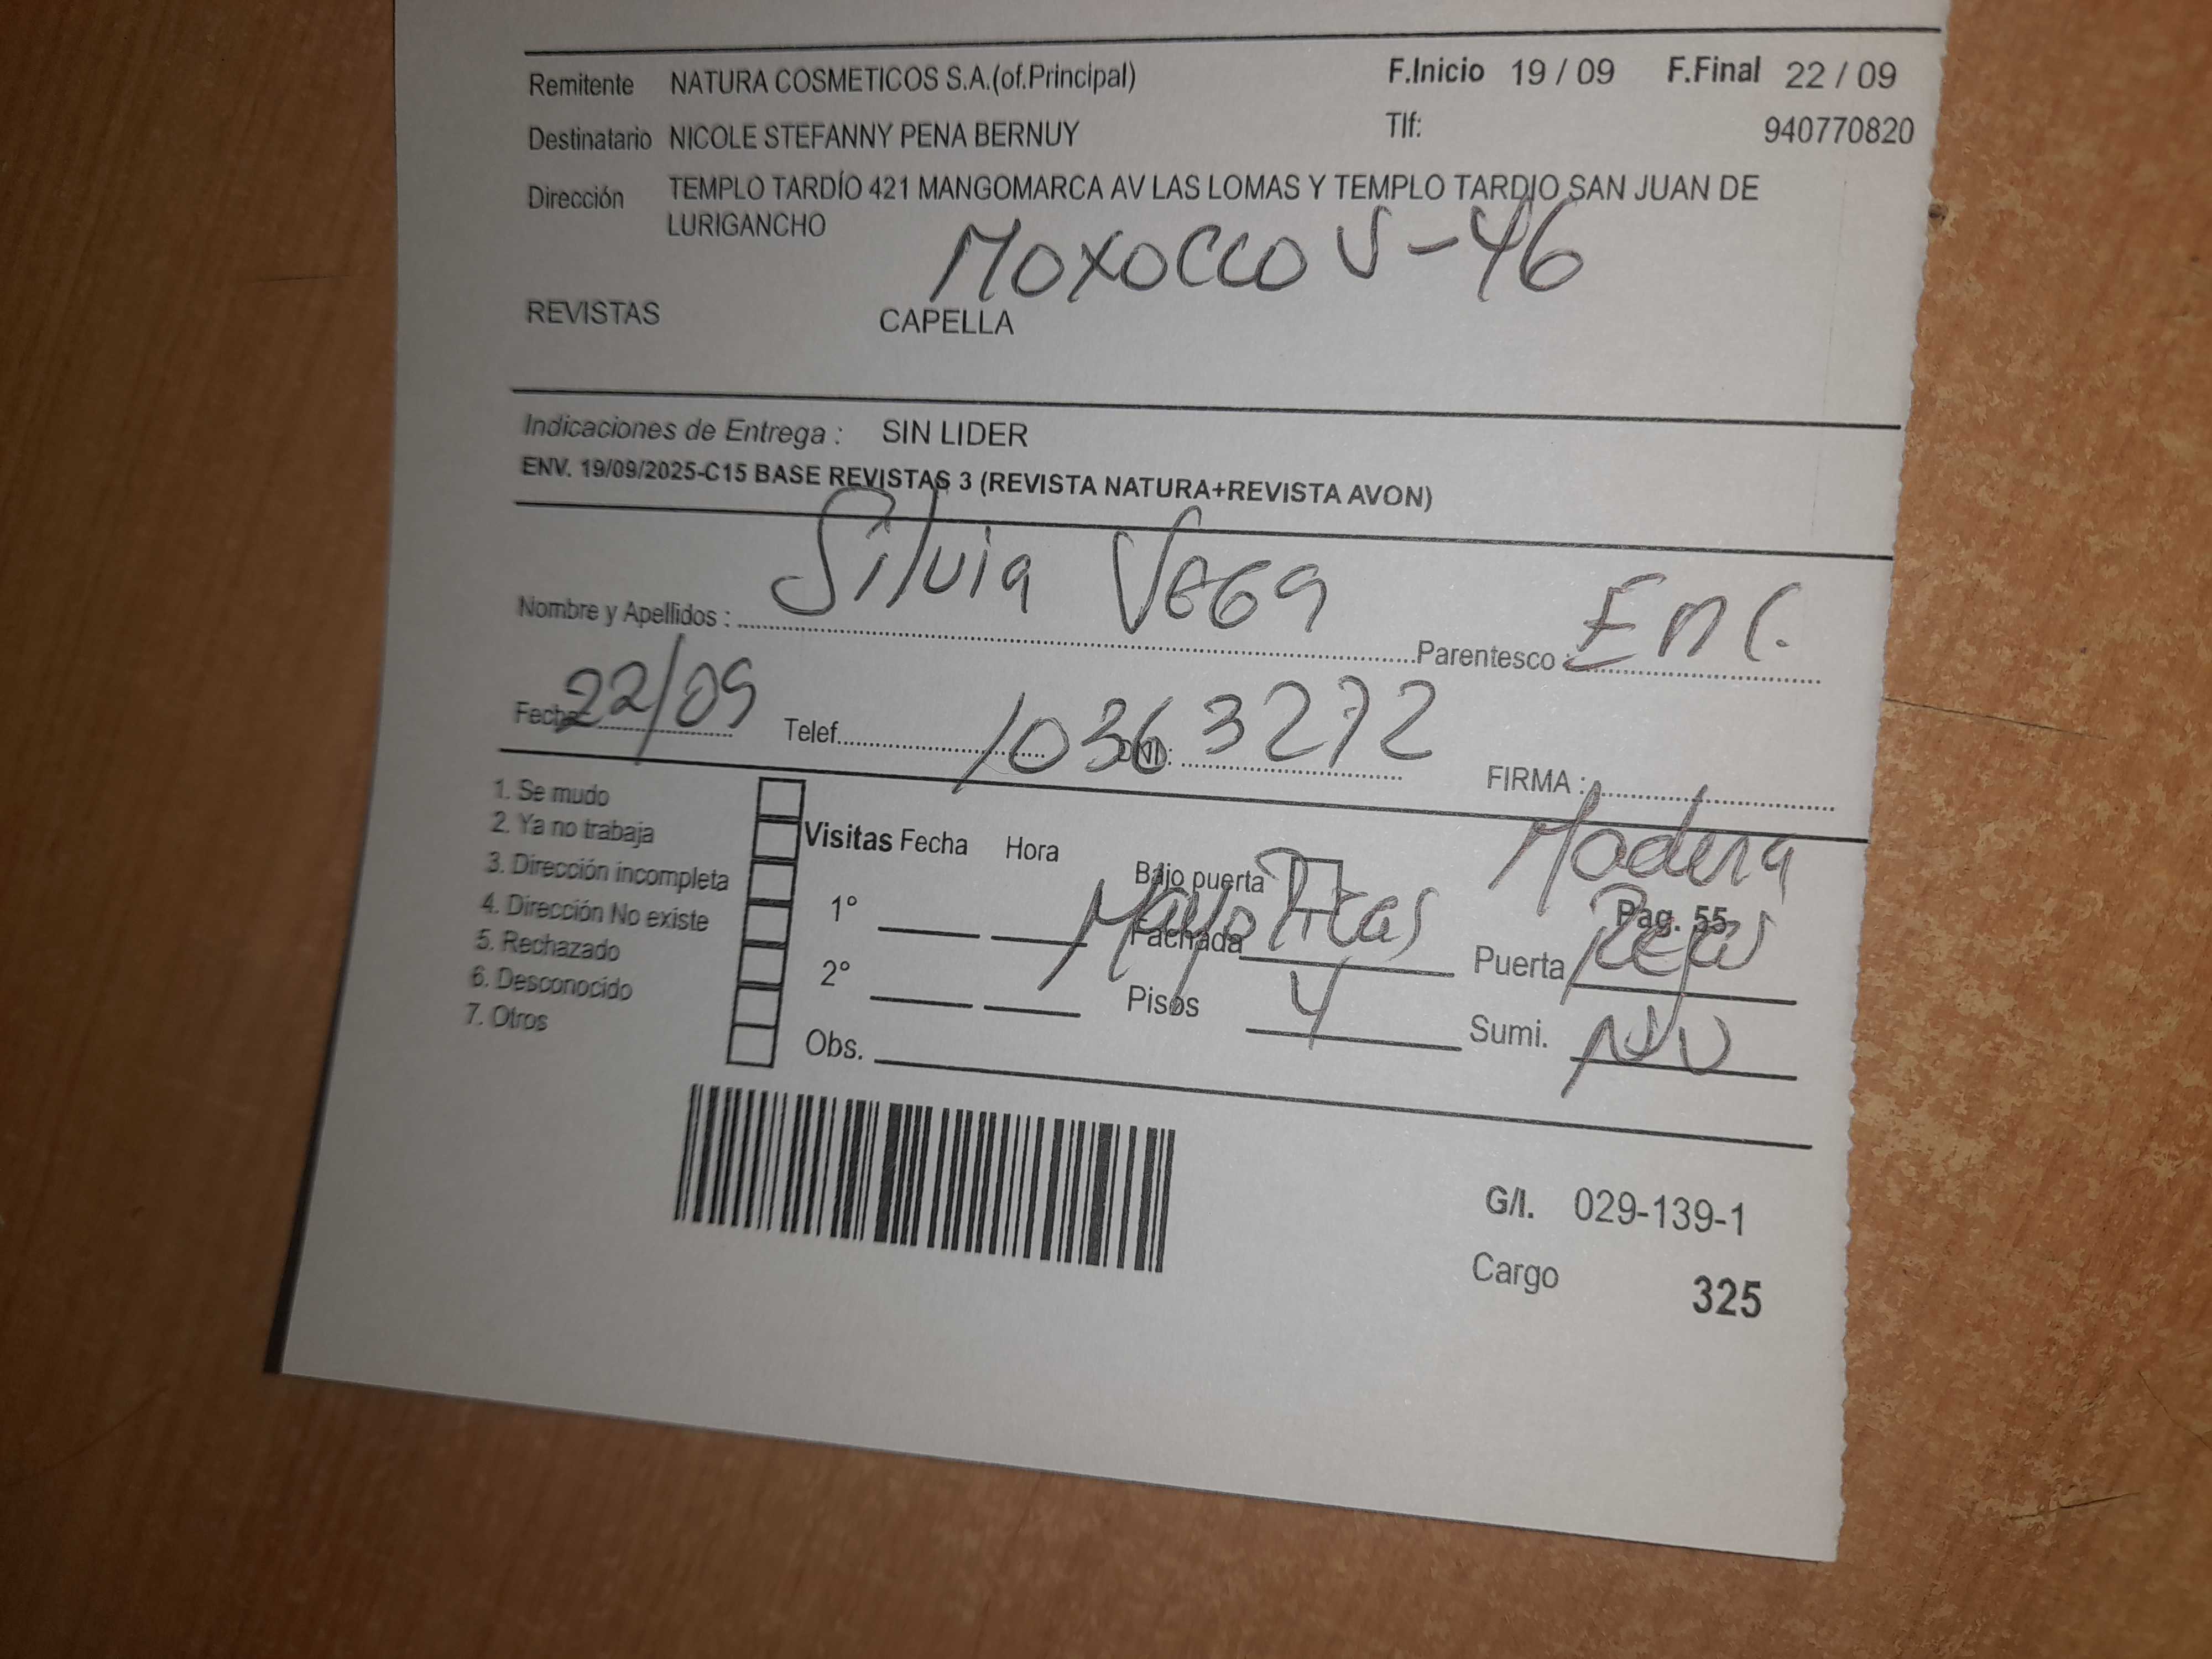 Remitente NATURA COSMETICOS S.A.(of.Principal) F.Inicio 19 / 09 F.Final 22 / 09
Destinatario NICOLE STEFANNY PENA BERNUY Tlf: 940770820
Dirección TEMPLO TARDÍO 421 MANGOMARCA AV LAS LOMAS Y TEMPLO TARDIO SAN JUAN DE
LURIGANCHO
REVISTAS CAPELLA
Indicaciones de Entrega : SIN LIDER
ENV. 19/09/2025-C15 BASE REVISTAS 3 (REVISTA NATURA+REVISTA AVON)
Nombre y Apellidos : Silvia Vega Parentesco : Enc.
Fecha 22/09 Telef. DNI: 10363272 FIRMA :
1. Se mudo
2. Ya no trabaja
3. Dirección incompleta
4. Dirección No existe
5. Rechazado
6. Desconocido
7. Otros
Visitas Fecha Hora Bajo puerta Madera
1° Fachada Mayolicas Puerta Rejas Pag. 55
2° Pisos 4 Sumi. N/V
Obs.
G/I. 029-139-1
Cargo 325